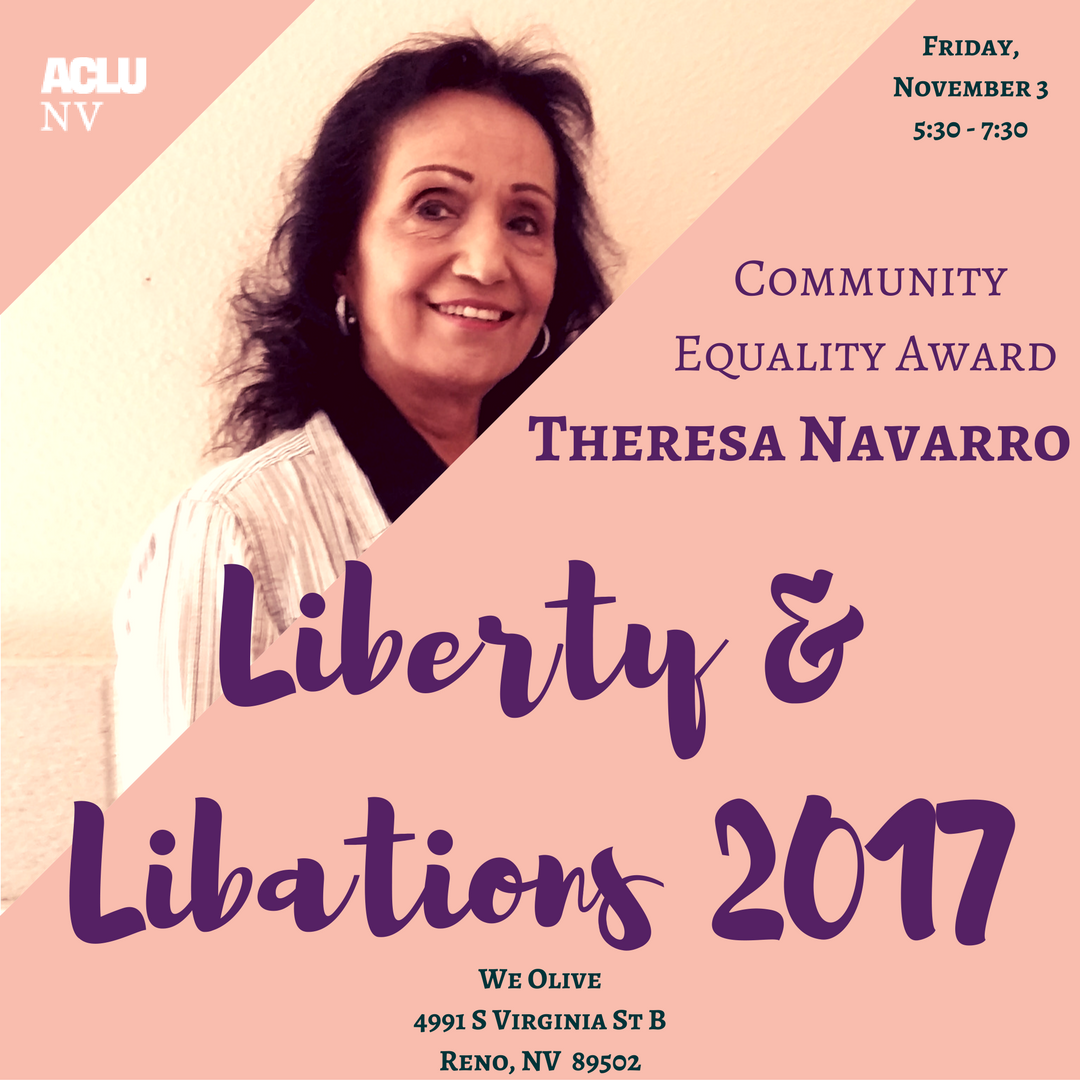 ACLU
NV
Friday,
November 3
5:30 - 7:30
Community
Equality Award
Theresa Navarro
Liberty &
Libations 2017
We Olive
4991 S Virginia St B
Reno, NV 89502